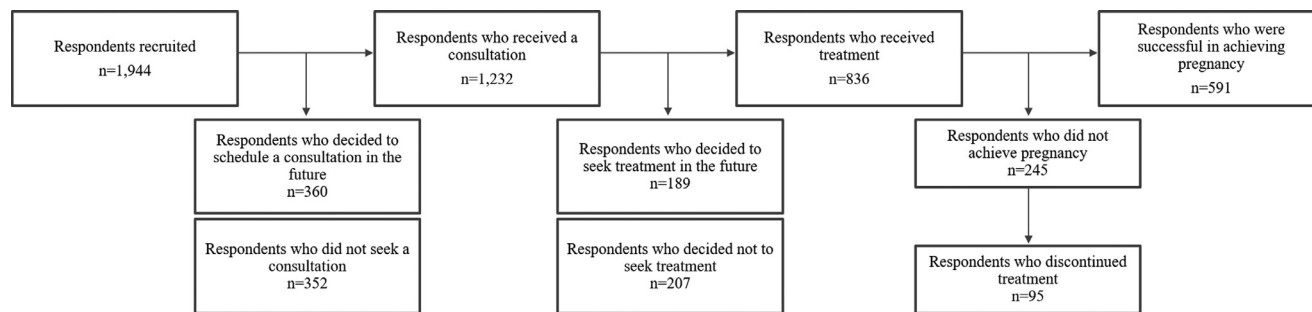 Respondents recruited
n=1,944
Respondents who received a
consultation
n=1,232
Respondents who received
treatment
n=836
Respondents who were
successful in achieving
pregnancy
n=591
Respondents who decided to
schedule a consultation in the
future
n=360
Respondents who decided to
seek treatment in the future
n=189
Respondents who did not
achieve pregnancy
n=245
Respondents who did not seek a
consultation
n=352
Respondents who decided not to
seek treatment
n=207
Respondents who discontinued
treatment
n=95